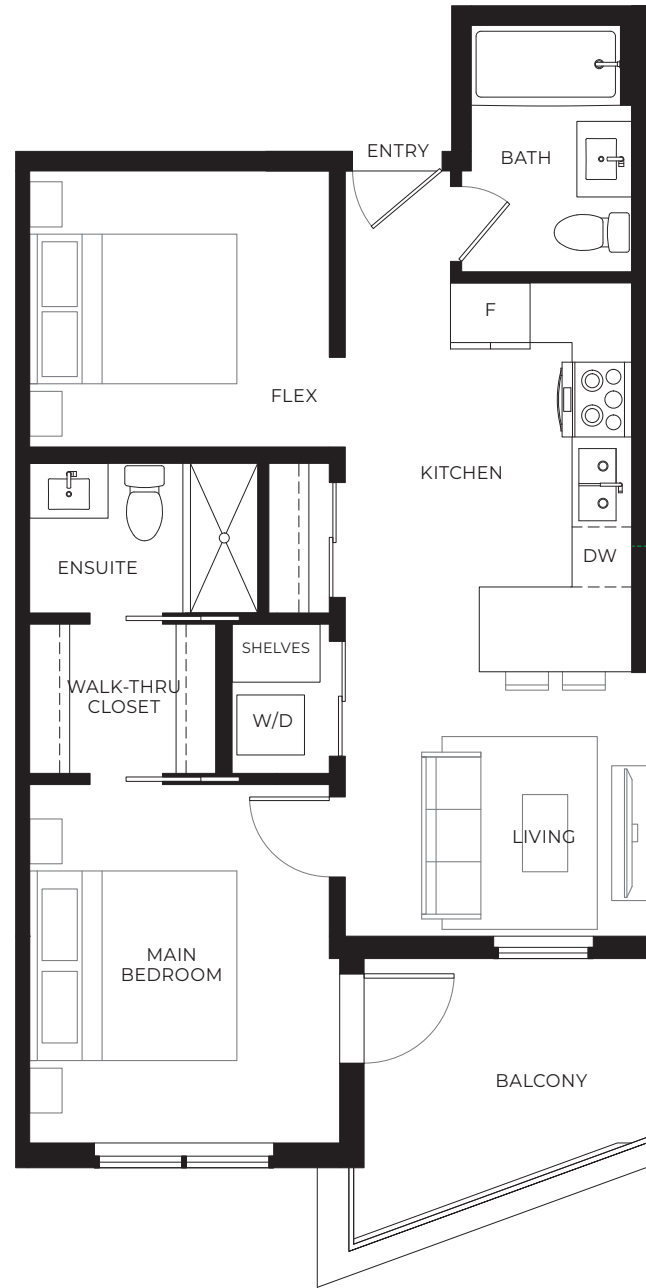 ENTRY
BATH
F
FLEX
KITCHEN
ENSUITE
DW
SHELVES
WALK-THRU
CLOSET
W/D
LIVING
MAIN
BEDROOM
BALCONY